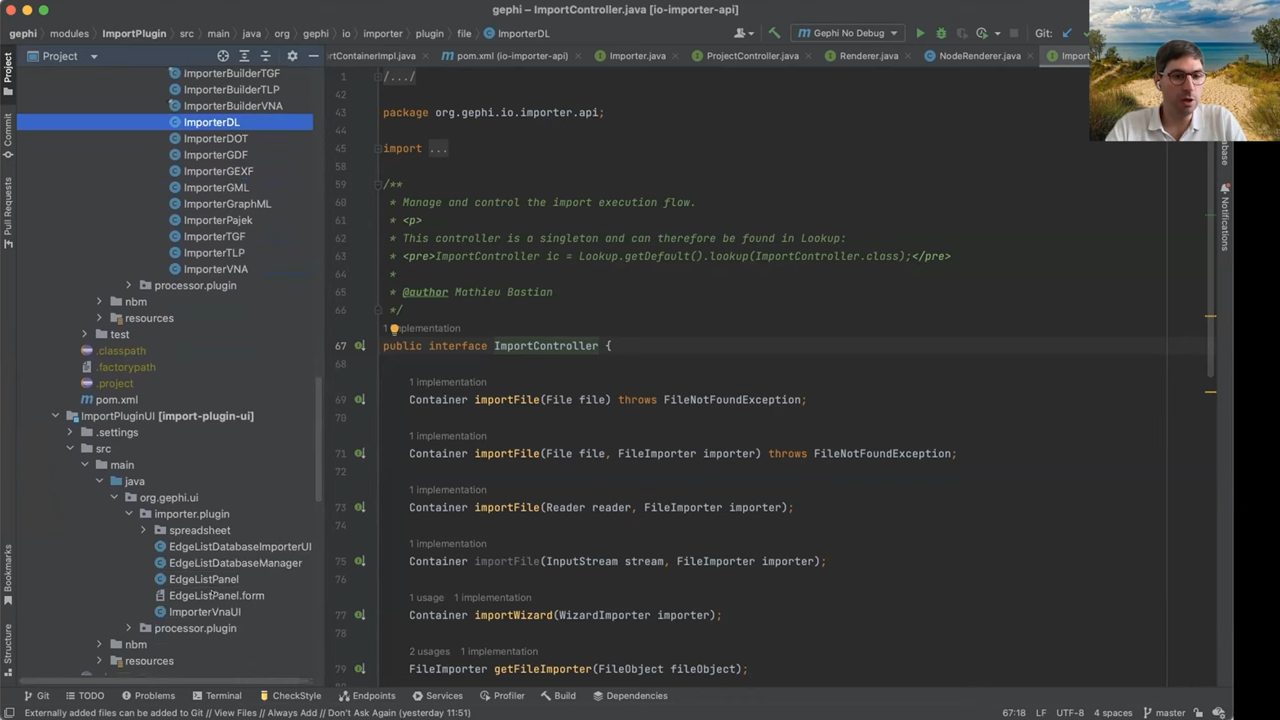 gephi – ImportController.java [io-importer-api]
gephi
modules
ImportPlugin
src
main
java
org
gephi
io
importer
plugin
file
ImporterDL
Gephi No Debug
Git:
Project
rtContainerImpl.java
pom.xml (io-importer-api)
Importer.java
ProjectController.java
Renderer.java
NodeRenderer.java
Import
Project
Commit
Pull Requests
Bookmarks
Structure
ImporterBuilderTGF
ImporterBuilderTLP
ImporterBuilderVNA
ImporterDL
ImporterDOT
ImporterGDF
ImporterGEXF
ImporterGML
ImporterGraphML
ImporterPajek
ImporterTGF
ImporterTLP
ImporterVNA
processor.plugin
nbm
resources
test
.classpath
.factorypath
.project
pom.xml
ImportPluginUI [import-plugin-ui]
.settings
src
main
java
org.gephi.ui
importer.plugin
spreadsheet
EdgeListDatabaseImporterUI
EdgeListDatabaseManager
EdgeListPanel
EdgeListPanel.form
ImporterVnaUI
processor.plugin
nbm
resources
1 /.../
42
43 package org.gephi.io.importer.api;
44
45 import ...
58
59 /**
60 * Manage and control the import execution flow.
61 * <p>
62 * This controller is a singleton and can therefore be found in Lookup:
63 * <pre>ImportController ic = Lookup.getDefault().lookup(ImportController.class);</pre>
64 *
65 * @author Mathieu Bastian
66 */
1 implementation
67 public interface ImportController {
68
1 implementation
69 Container importFile(File file) throws FileNotFoundException;
70
1 implementation
71 Container importFile(File file, FileImporter importer) throws FileNotFoundException;
72
1 implementation
73 Container importFile(Reader reader, FileImporter importer);
74
1 implementation
75 Container importFile(InputStream stream, FileImporter importer);
76
1 usage 1 implementation
77 Container importWizard(WizardImporter importer);
78
2 usages 1 implementation
79 FileImporter getFileImporter(FileObject fileObject);
abase
Notifications
Git
TODO
Problems
Terminal
CheckStyle
Endpoints
Services
Profiler
Build
Dependencies
Externally added files can be added to Git // View Files // Always Add // Don't Ask Again (yesterday 11:51)
67:18
LF
UTF-8
4 spaces
master